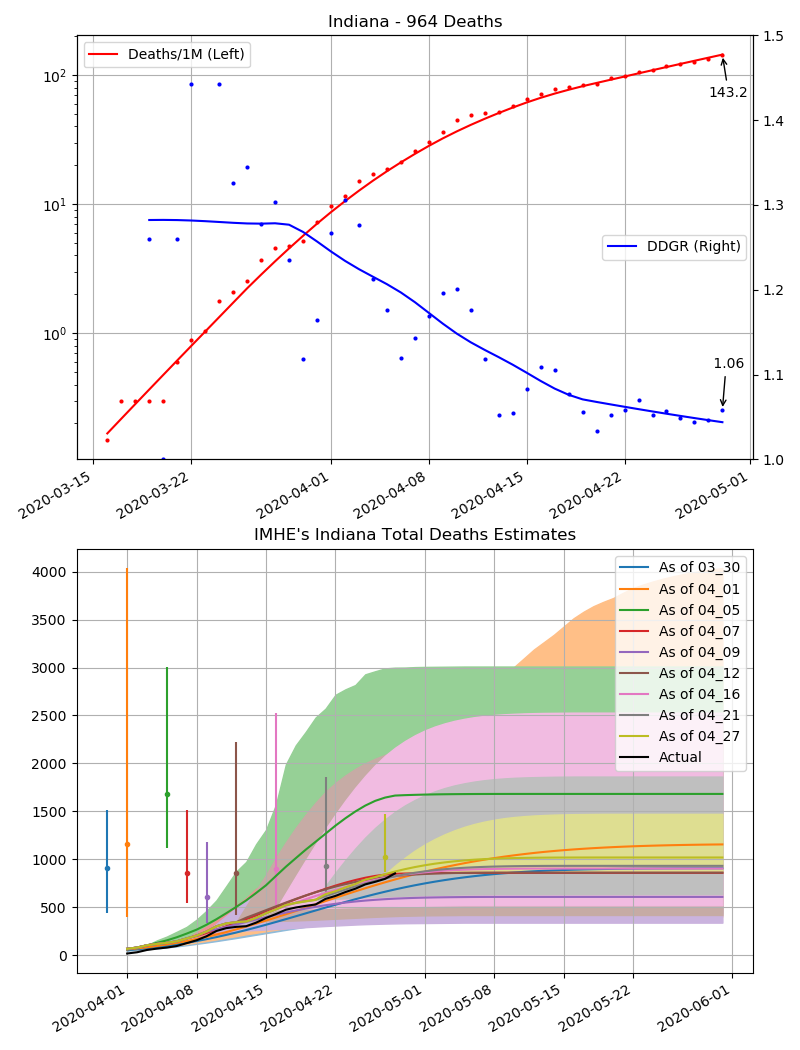 Indiana - 964 Deaths
Deaths/1M (Left)
DDGR (Right)
143.2
1.06
10²
10¹
10⁰
1.5
1.4
1.3
1.2
1.1
1.0
2020-03-15
2020-03-22
2020-04-01
2020-04-08
2020-04-15
2020-04-22
2020-05-01
IMHE's Indiana Total Deaths Estimates
4000
3500
3000
2500
2000
1500
1000
500
0
As of 03_30
As of 04_01
As of 04_05
As of 04_07
As of 04_09
As of 04_12
As of 04_16
As of 04_21
As of 04_27
Actual
2020-04-01
2020-04-08
2020-04-15
2020-04-22
2020-05-01
2020-05-08
2020-05-15
2020-05-22
2020-06-01